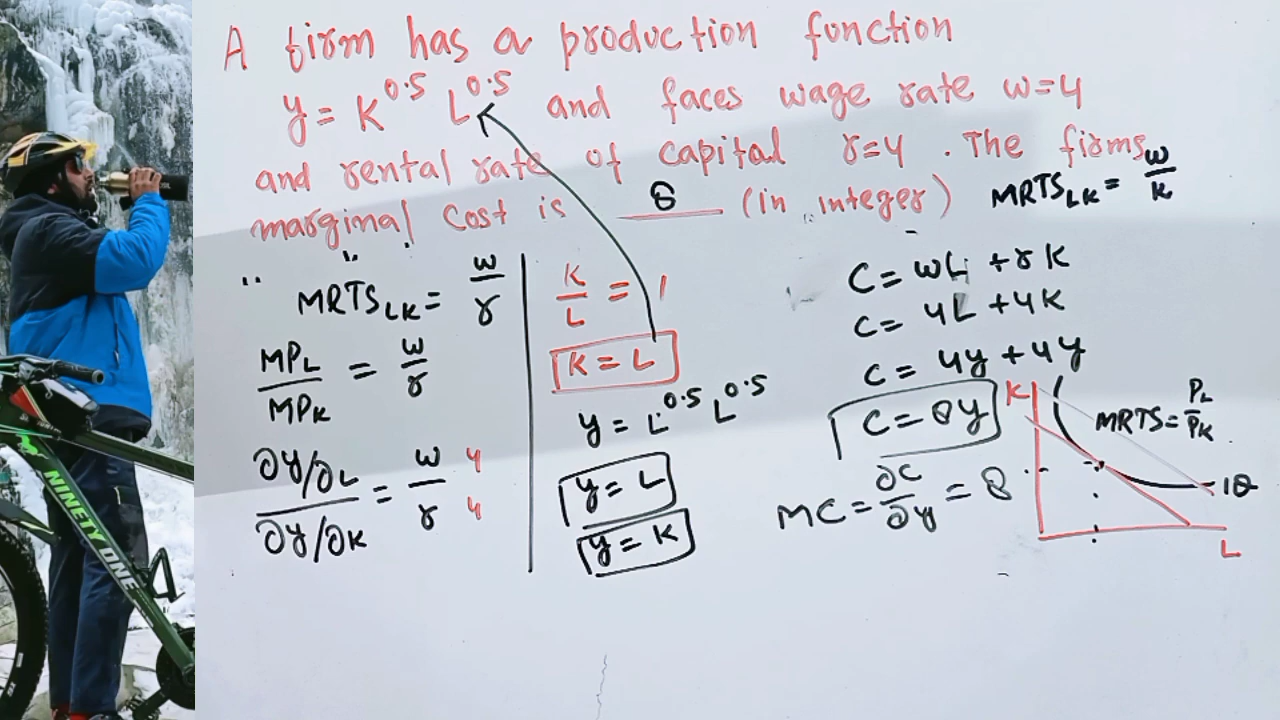 A firm has a production function
y = K^0.5 L^0.5 and faces wage rate w=4
and rental rate of capital r=4 . The firms
marginal cost is 8 (in integer)
MRTS_LK = w/k
MRTS_LK = w/r
MP_L/MP_K = w/r
∂y/∂L / ∂y/∂K = w/r 4 4
K/L = 1
K = L
y = L^0.5 L^0.5
y = L
y = K
C = wL + rK
C = 4L + 4K
C = 4y + 4y
C = 8y
MC = ∂C/∂y = 8
K
MRTS = P_L/P_K
IQ
L
NINETY ONE